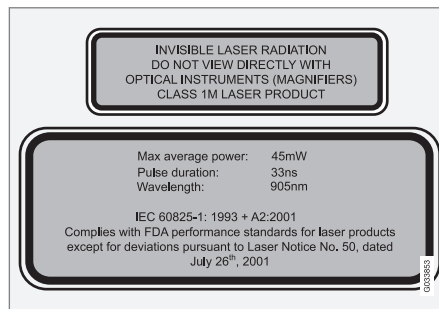 INVISIBLE LASER RADIATION
DO NOT VIEW DIRECTLY WITH
OPTICAL INSTRUMENTS (MAGNIFIERS)
CLASS 1M LASER PRODUCT
Max average power: 45mW
Pulse duration: 33ns
Wavelength: 905nm
IEC 60825-1: 1993 + A2:2001
Complies with FDA performance standards for laser products
except for deviations pursuant to Laser Notice No. 50, dated
July 26th, 2001
G033853